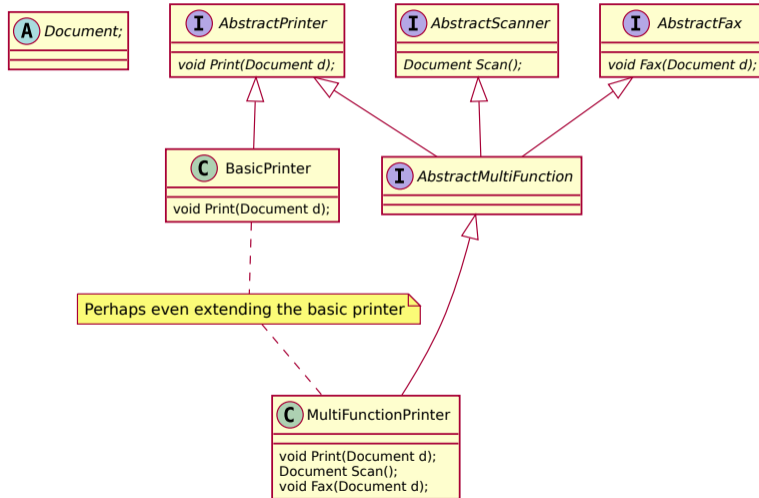 A Document;
I AbstractPrinter
void Print(Document d);
I AbstractScanner
Document Scan();
I AbstractFax
void Fax(Document d);
C BasicPrinter
void Print(Document d);
I AbstractMultiFunction
Perhaps even extending the basic printer
C MultiFunctionPrinter
void Print(Document d);
Document Scan();
void Fax(Document d);